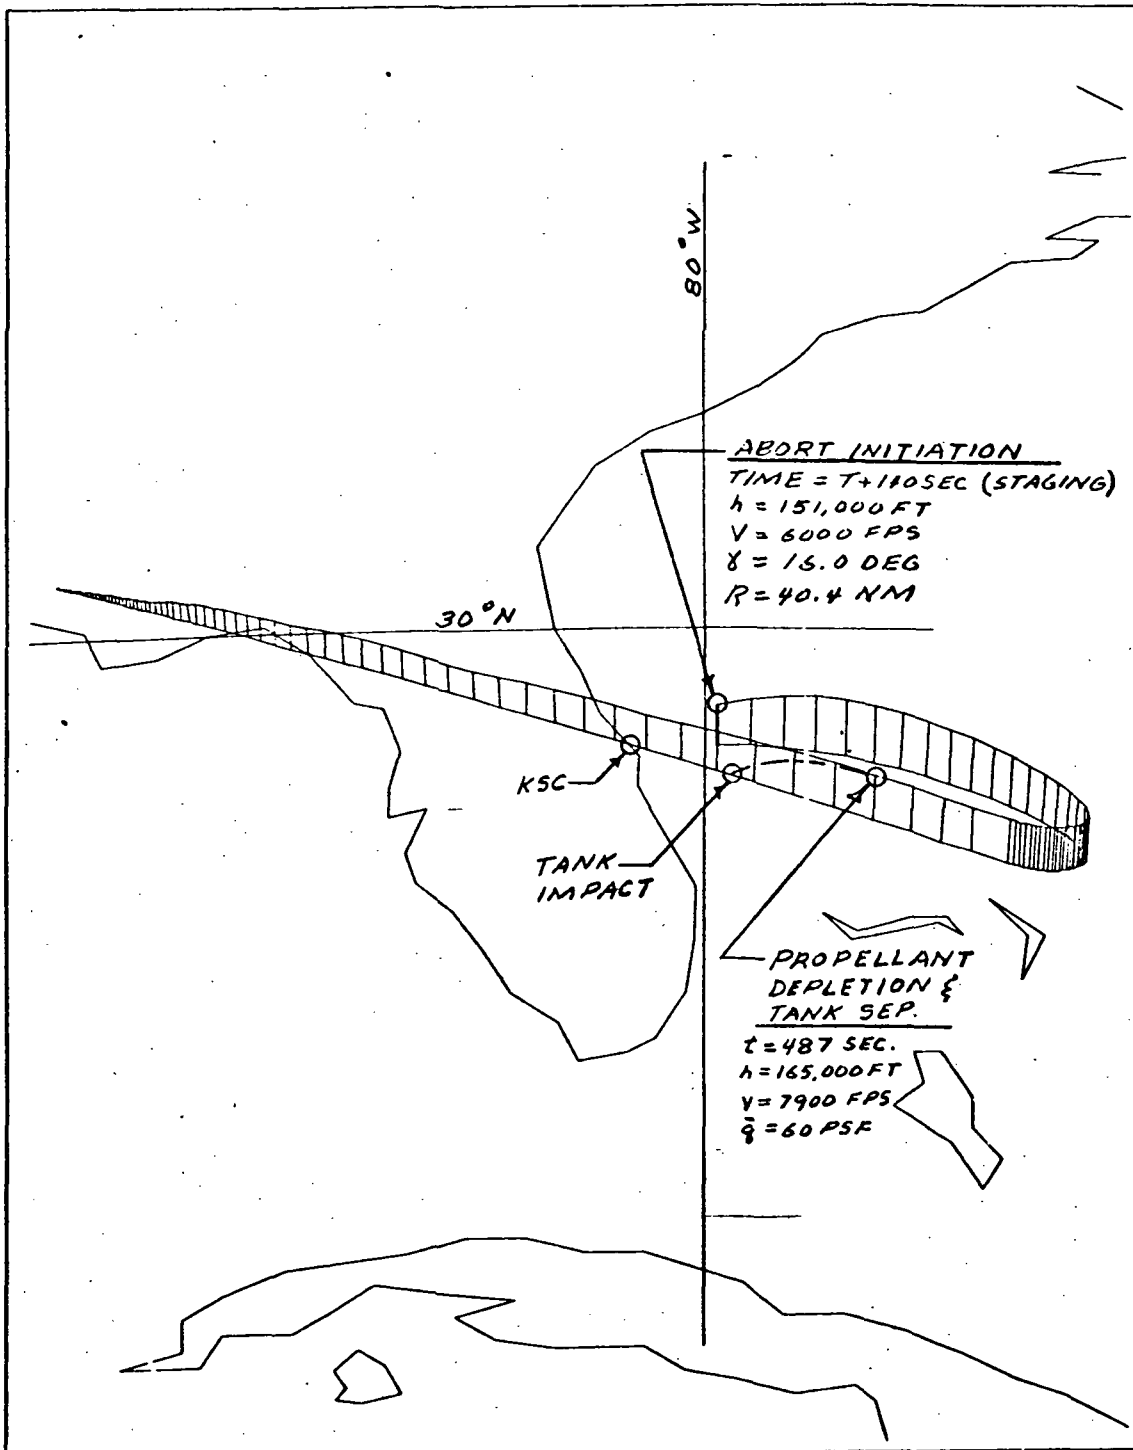 80°W
ABORT INITIATION
TIME = T+110SEC (STAGING)
h = 151,000 FT
V = 6000 FPS
γ = 15.0 DEG
R = 40.4 NM
30°N
KSC
TANK
IMPACT
PROPELLANT
DEPLETION &
TANK SEP.
t = 487 SEC.
h = 165,000 FT
V = 7900 FPS
q̄ = 60 PSF